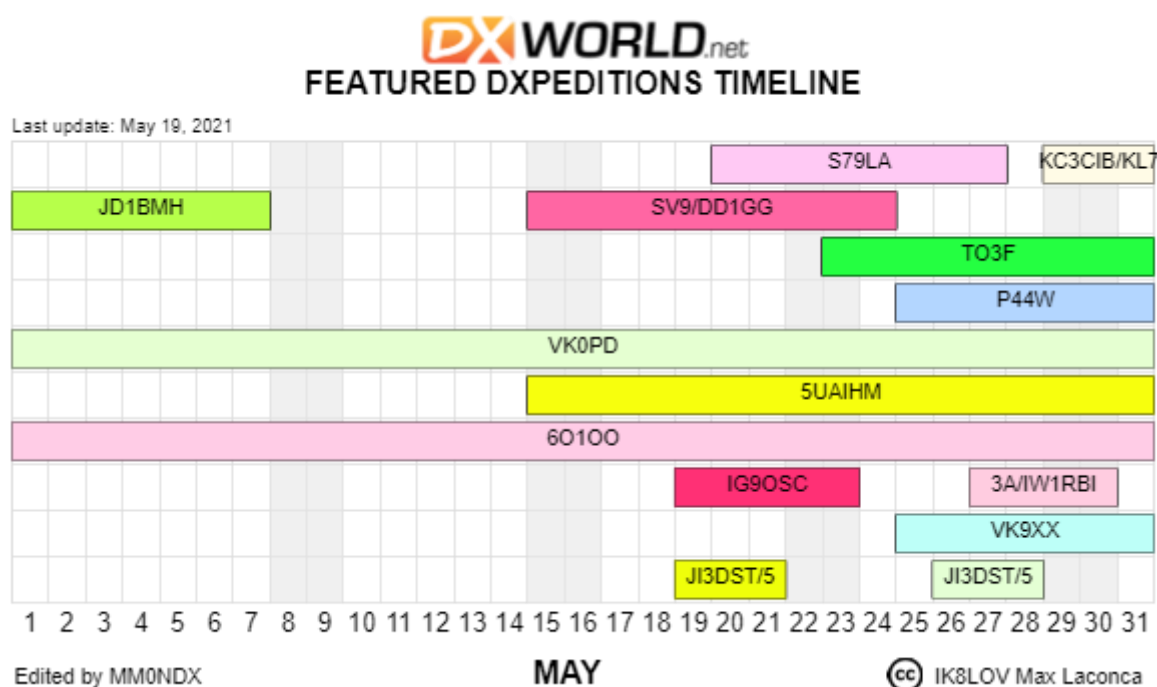 DX WORLD.net
FEATURED DXPEDITIONS TIMELINE
Last update: May 19, 2021
S79LA KC3CIB/KL7
JD1BMH SV9/DD1GG
TO3F
P44W
VK0PD
5UAIHM
6O1OO
IG9OSC 3A/IW1RBI
VK9XX
JI3DST/5 JI3DST/5
1 2 3 4 5 6 7 8 9 10 11 12 13 14 15 16 17 18 19 20 21 22 23 24 25 26 27 28 29 30 31
Edited by MM0NDX MAY cc IK8LOV Max Laconca